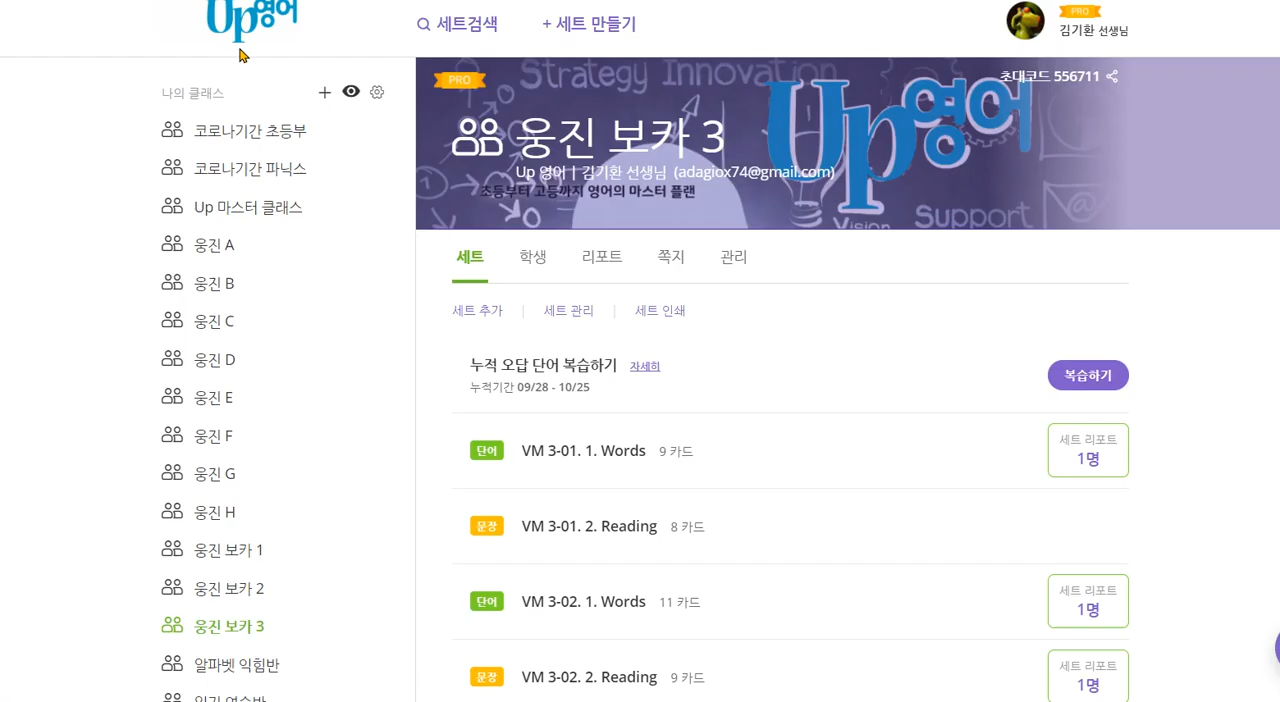 Up영어
세트검색
+ 세트 만들기
PRO
김기환 선생님
나의 클래스
코로나기간 초등부
코로나기간 파닉스
Up 마스터 클래스
웅진 A
웅진 B
웅진 C
웅진 D
웅진 E
웅진 F
웅진 G
웅진 H
웅진 보카 1
웅진 보카 2
웅진 보카 3
알파벳 익힘반
PRO
Strategy Innovation
초대코드 556711
Up영어
웅진 보카 3
Up 영어 | 김기환 선생님 (adagiox74@gmail.com)
초등부터 고등까지 영어의 마스터 플랜
Support
Vision
세트
학생
리포트
쪽지
관리
세트 추가
세트 관리
세트 인쇄
누적 오답 단어 복습하기 자세히
누적기간 09/28 - 10/25
복습하기
단어 VM 3-01. 1. Words 9 카드
세트 리포트
1명
문장 VM 3-01. 2. Reading 8 카드
단어 VM 3-02. 1. Words 11 카드
세트 리포트
1명
문장 VM 3-02. 2. Reading 9 카드
세트 리포트
1명